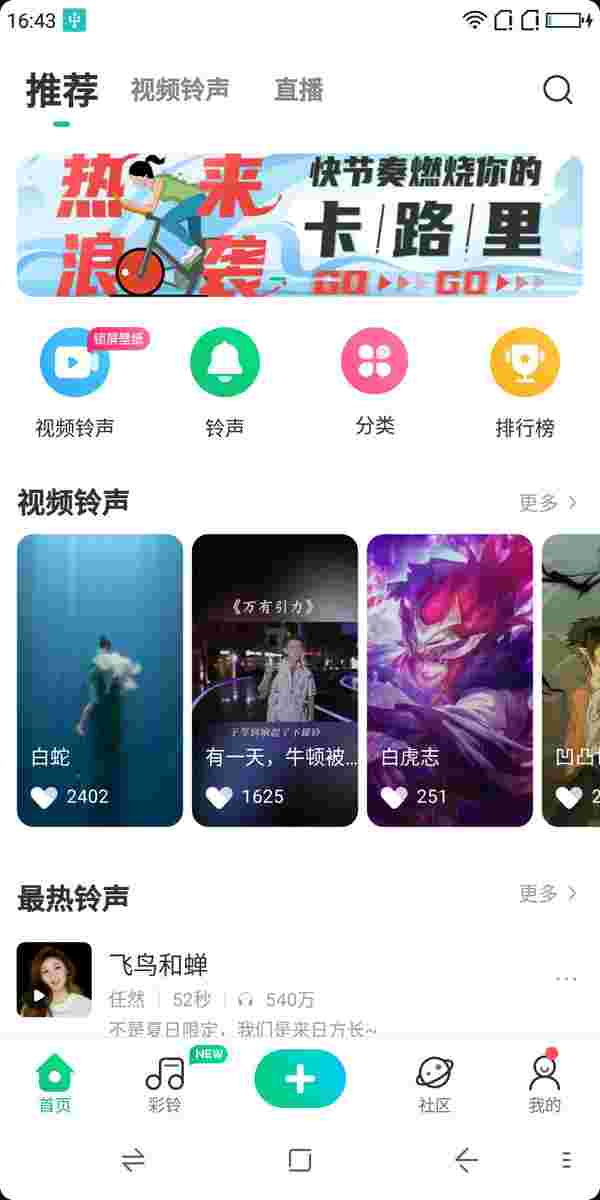 16:43
推荐
视频铃声
直播
热来
浪袭
快节奏燃烧你的
卡路里
GO GO
锁屏壁纸
视频铃声
铃声
分类
排行榜
视频铃声
更多
《万有引力》
白蛇
有一天，牛顿被...
白虎志
凹凸
2402
1625
251
2
最热铃声
更多
飞鸟和蝉
任然
52秒
540万
不是夏日限定，我们是来日方长~
NEW
首页
彩铃
社区
我的